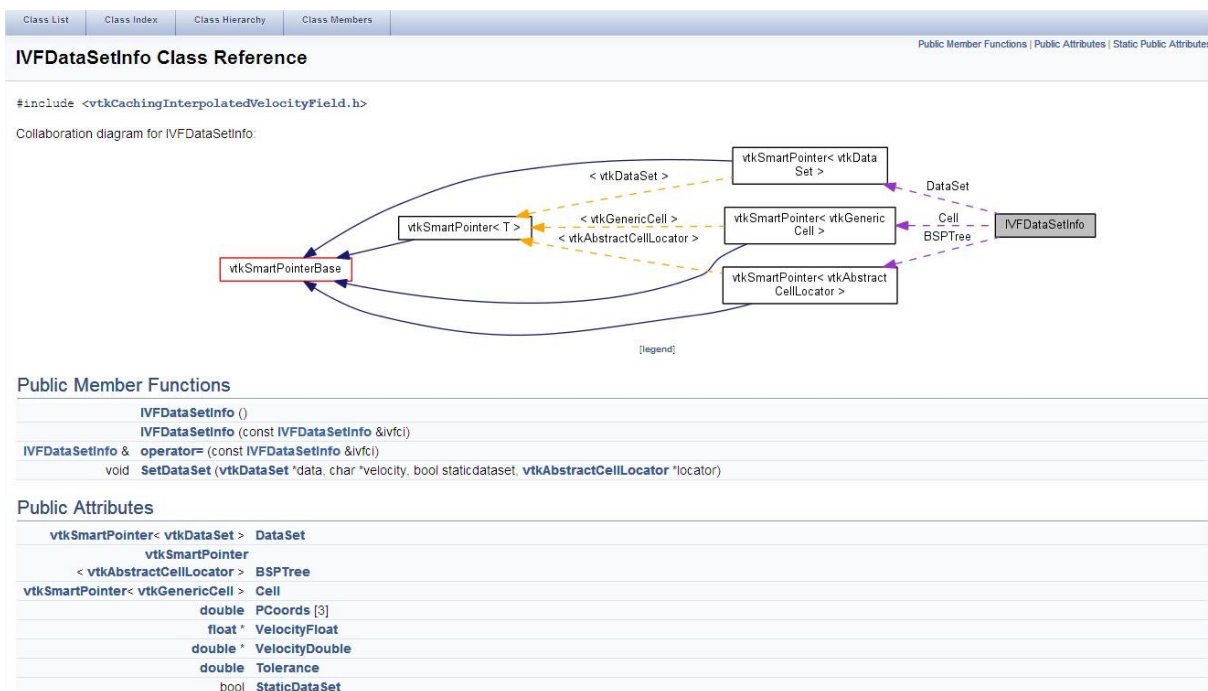 Class List Class Index Class Hierarchy Class Members
Public Member Functions | Public Attributes | Static Public Attributes
IVFDataSetInfo Class Reference
#include <vtkCachingInterpolatedVelocityField.h>
Collaboration diagram for IVFDataSetInfo:
vtkSmartPointer< vtkData
Set >
< vtkDataSet >
DataSet
vtkSmartPointer< T >
< vtkGenericCell >
vtkSmartPointer< vtkGeneric
Cell >
Cell
IVFDataSetInfo
< vtkAbstractCellLocator >
BSPTree
vtkSmartPointerBase
vtkSmartPointer< vtkAbstract
CellLocator >
[legend]
Public Member Functions
IVFDataSetInfo ()
IVFDataSetInfo (const IVFDataSetInfo &ivfci)
IVFDataSetInfo & operator= (const IVFDataSetInfo &ivfci)
void SetDataSet (vtkDataSet *data, char *velocity, bool staticdataset, vtkAbstractCellLocator *locator)
Public Attributes
vtkSmartPointer< vtkDataSet > DataSet
vtkSmartPointer
< vtkAbstractCellLocator > BSPTree
vtkSmartPointer< vtkGenericCell > Cell
double PCoords [3]
float * VelocityFloat
double * VelocityDouble
double Tolerance
bool StaticDataSet